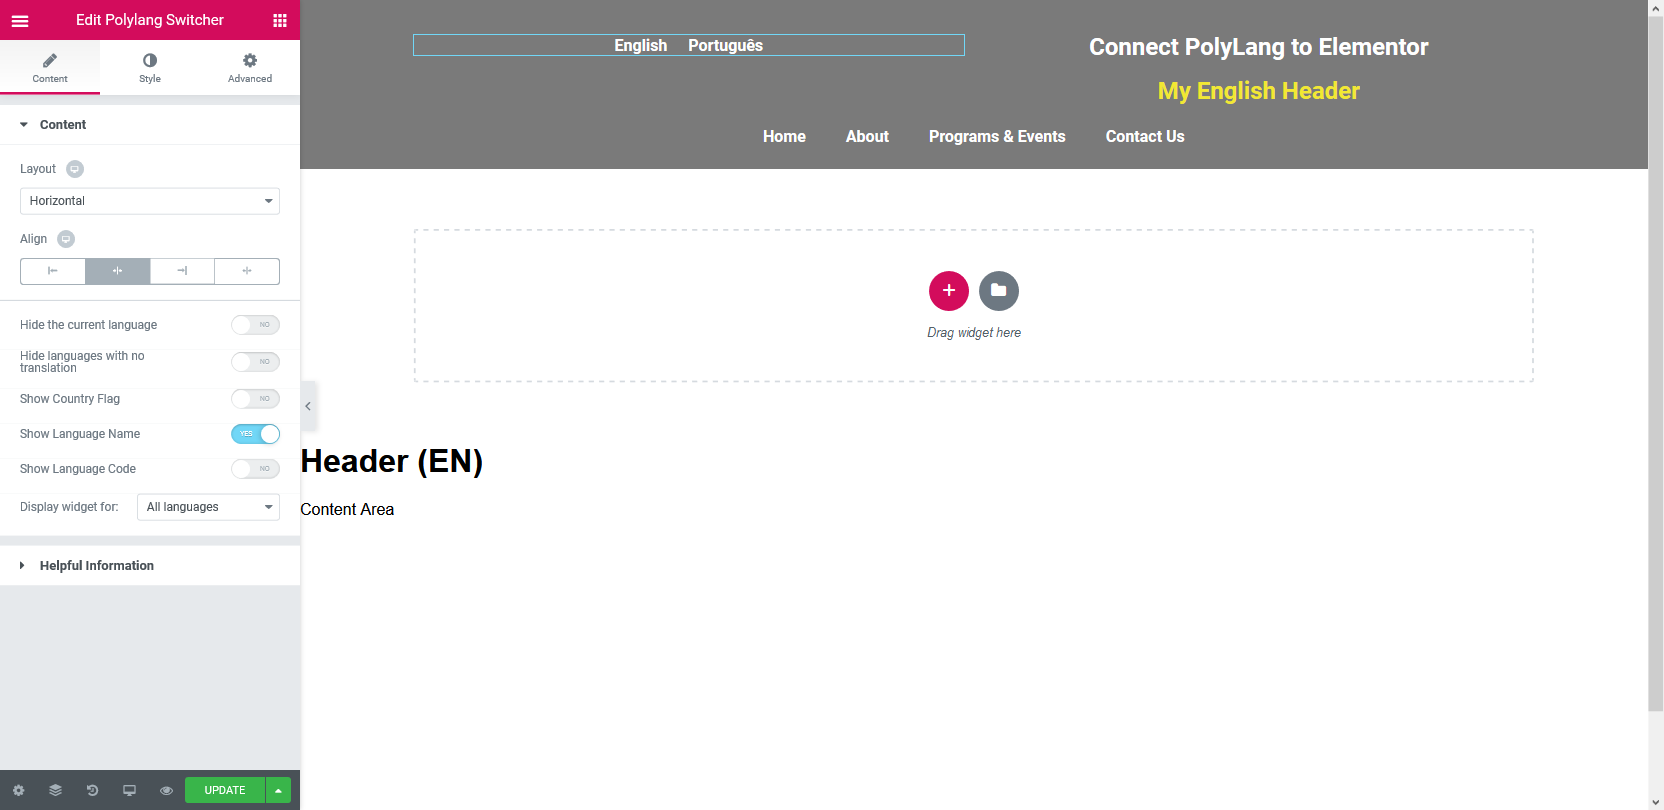 Edit Polylang Switcher
Content
Style
Advanced
Content
Layout
Horizontal
Align
Hide the current language
NO
Hide languages with no
translation
NO
Show Country Flag
NO
Show Language Name
YES
Show Language Code
NO
Display widget for:
All languages
Helpful Information
UPDATE
English Português
Connect PolyLang to Elementor
My English Header
Home About Programs & Events Contact Us
Drag widget here
Header (EN)
Content Area